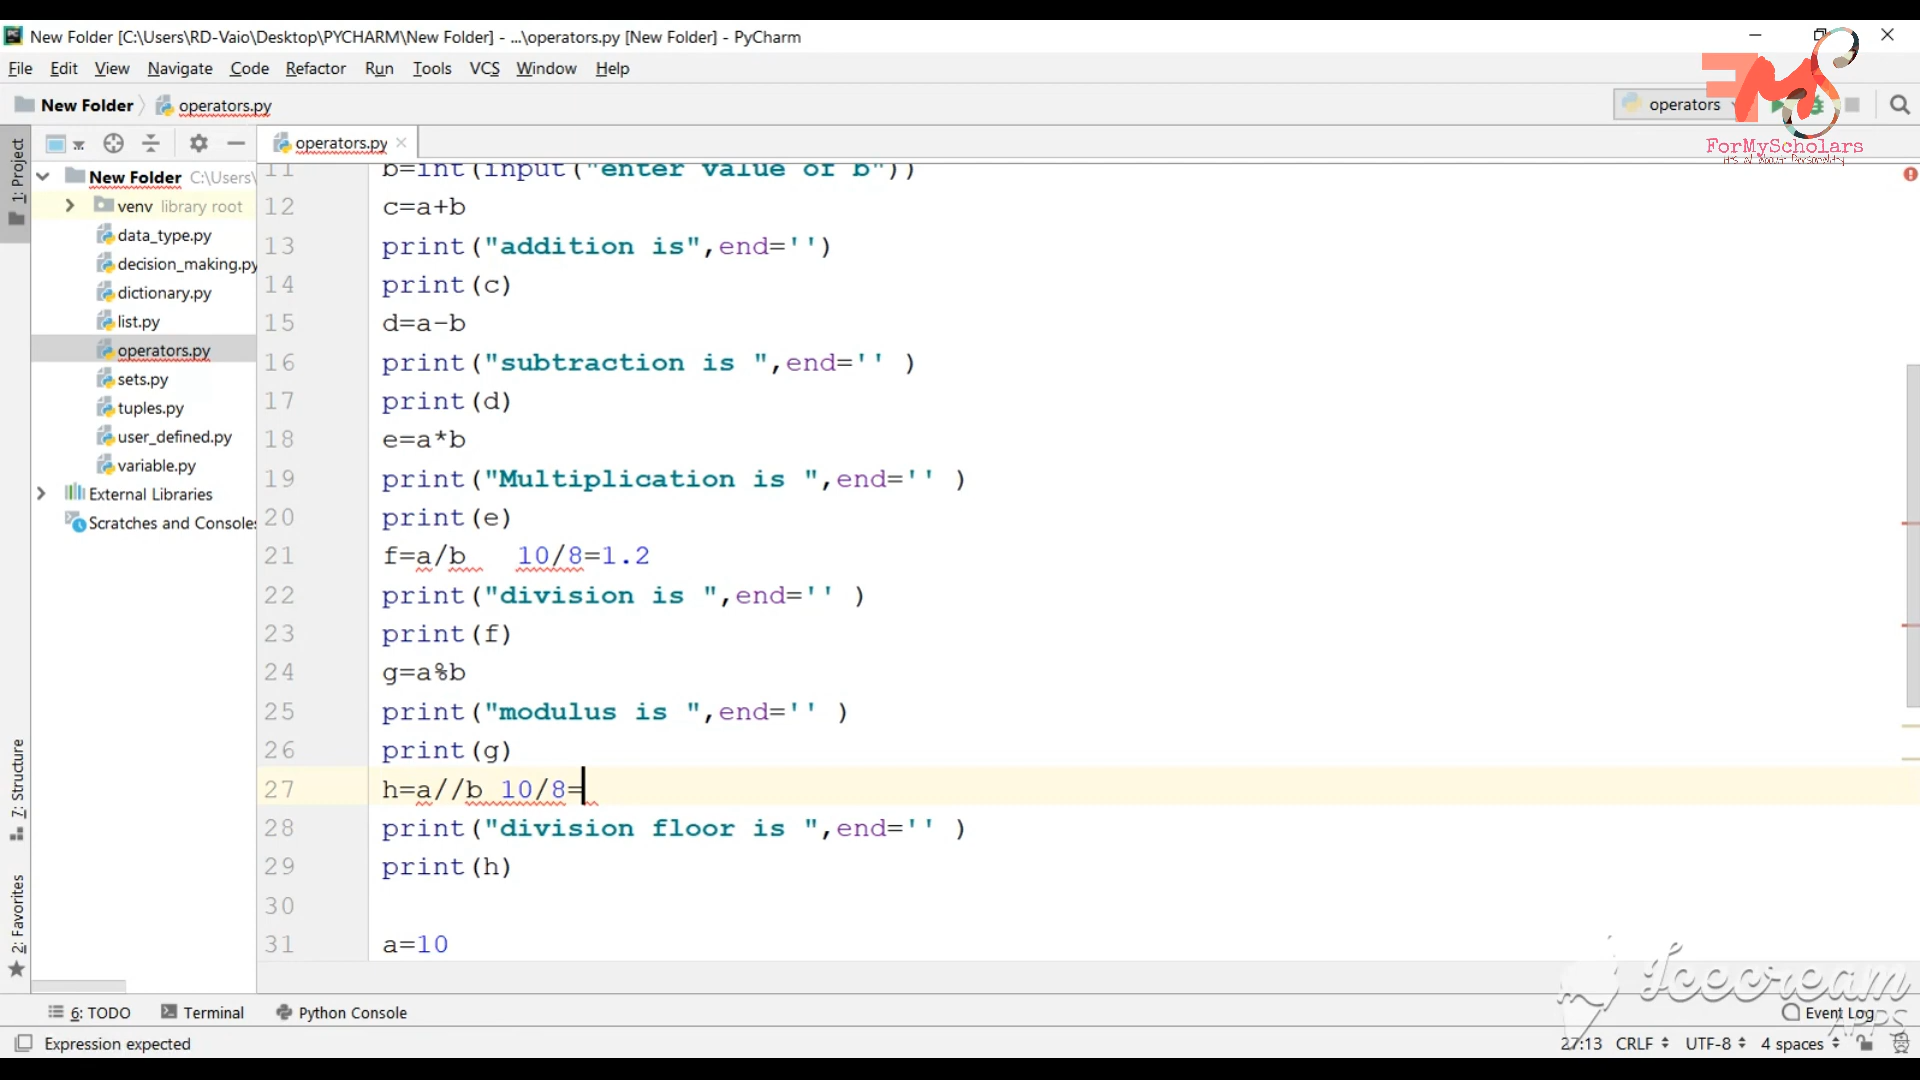 New Folder [C:\Users\RD-Vaio\Desktop\PYCHARM\New Folder] - ...\operators.py [New Folder] - PyCharm
File Edit View Navigate Code Refactor Run Tools VCS Window Help
New Folder operators.py
operators
FMS
ForMyScholars
1: Project
operators.py
New Folder C:\Users\
venv library root
data_type.py
decision_making.py
dictionary.py
list.py
operators.py
sets.py
tuples.py
user_defined.py
variable.py
External Libraries
Scratches and Consoles
7: Structure
2: Favorites
11 b=int(input("enter value of b"))
12 c=a+b
13 print("addition is",end='')
14 print(c)
15 d=a-b
16 print("subtraction is ",end='' )
17 print(d)
18 e=a*b
19 print("Multiplication is ",end='' )
20 print(e)
21 f=a/b 10/8=1.2
22 print("division is ",end='' )
23 print(f)
24 g=a%b
25 print("modulus is ",end='' )
26 print(g)
27 h=a//b 10/8=
28 print("division floor is ",end='' )
29 print(h)
30
31 a=10
Icecream
APPS
6: TODO Terminal Python Console Event Log
Expression expected 27:13 CRLF UTF-8 4 spaces